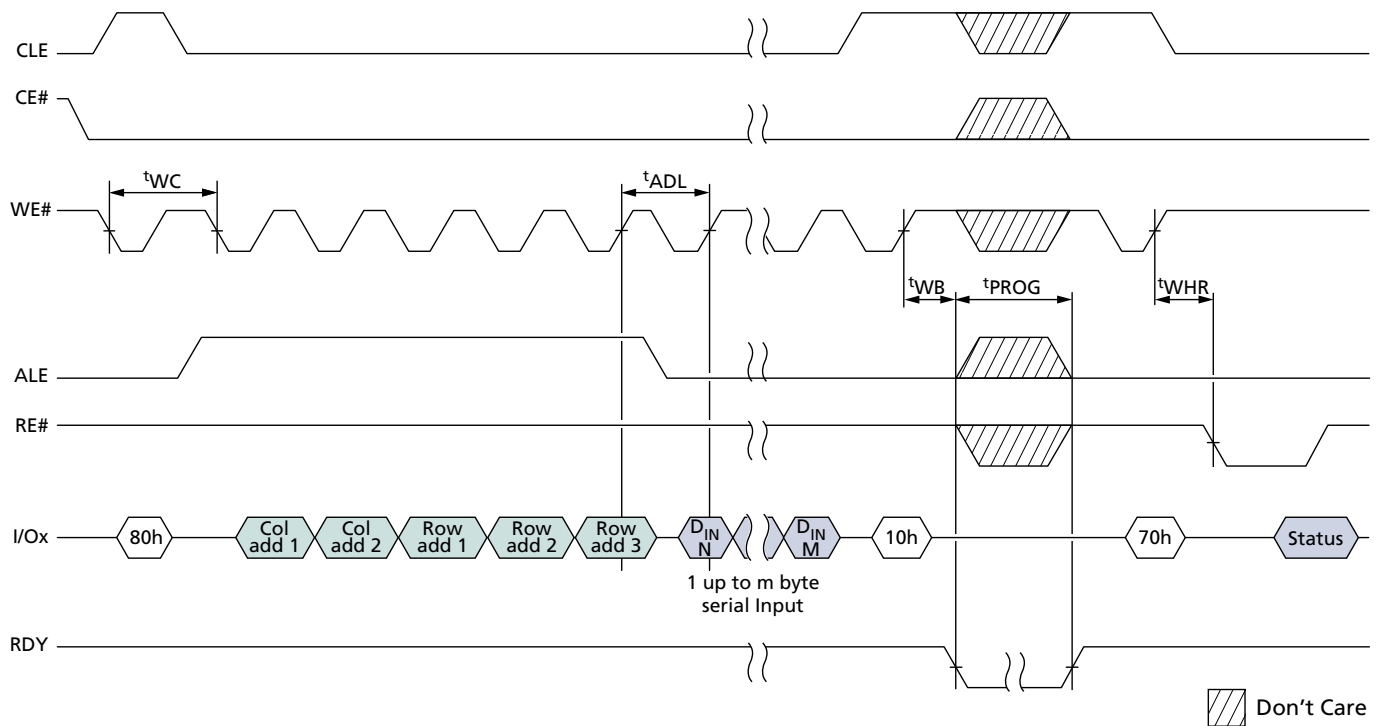 CLE
CE#
tWC
tADL
WE#
tWB
tPROG
tWHR
ALE
RE#
I/Ox
80h
Col add 1
Col add 2
Row add 1
Row add 2
Row add 3
DIN N
DIN M
10h
70h
Status
1 up to m byte
serial Input
RDY
Don't Care